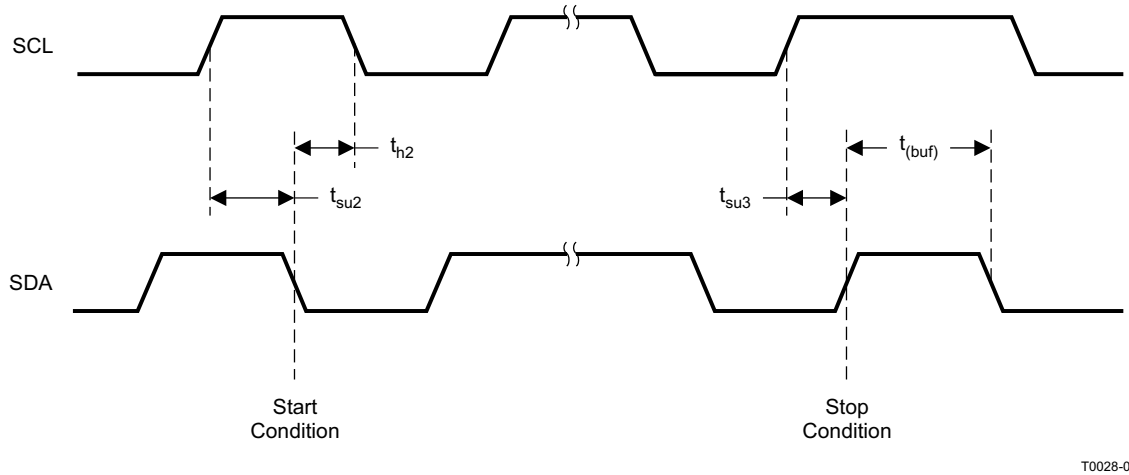 SCL
t(buf)
th2
tsu2
tsu3
SDA
Start
Condition
Stop
Condition
T0028-0